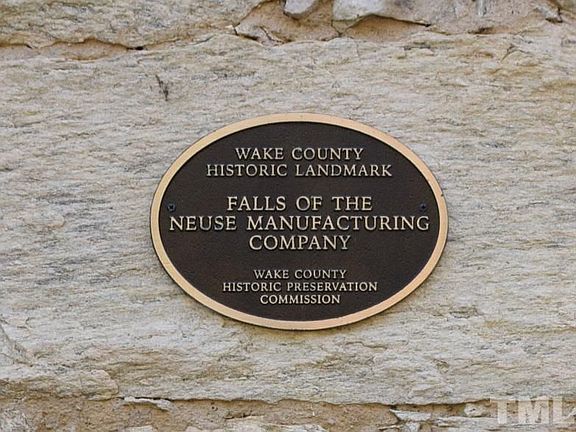 WAKE COUNTY
HISTORIC LANDMARK
FALLS OF THE
NEUSE MANUFACTURING
COMPANY
WAKE COUNTY
HISTORIC PRESERVATION
COMMISSION
TML